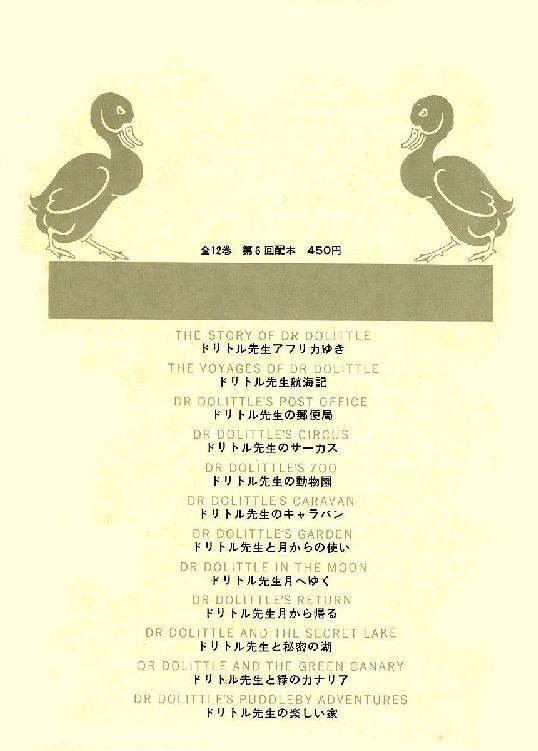 全12巻 第6回配本 450円
THE STORY OF DR DOLITTLE
ドリトル先生アフリカゆき
THE VOYAGES OF DR DOLITTLE
ドリトル先生航海記
DR DOLITTLE'S POST OFFICE
ドリトル先生の郵便局
DR DOLITTLE'S CIRCUS
ドリトル先生のサーカス
DR DOLITTLE'S ZOO
ドリトル先生の動物園
DR DOLITTLE'S CARAVAN
ドリトル先生のキャラバン
DR DOLITTLE'S GARDEN
ドリトル先生と月からの使い
DR DOLITTLE IN THE MOON
ドリトル先生月へゆく
DR DOLITTLE'S RETURN
ドリトル先生月から帰る
DR DOLITTLE AND THE SECRET LAKE
ドリトル先生と秘密の湖
DR DOLITTLE AND THE GREEN CANARY
ドリトル先生と緑のカナリア
DR DOLITTLE'S PUDDLEBY ADVENTURES
ドリトル先生の楽しい家